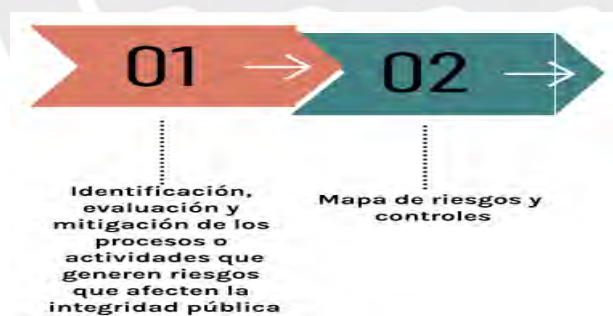 01
02
Identificación,
evaluación y
mitigación de los
procesos o
actividades que
generen riesgos
que afecten la
integridad pública
Mapa de riesgos y
controles